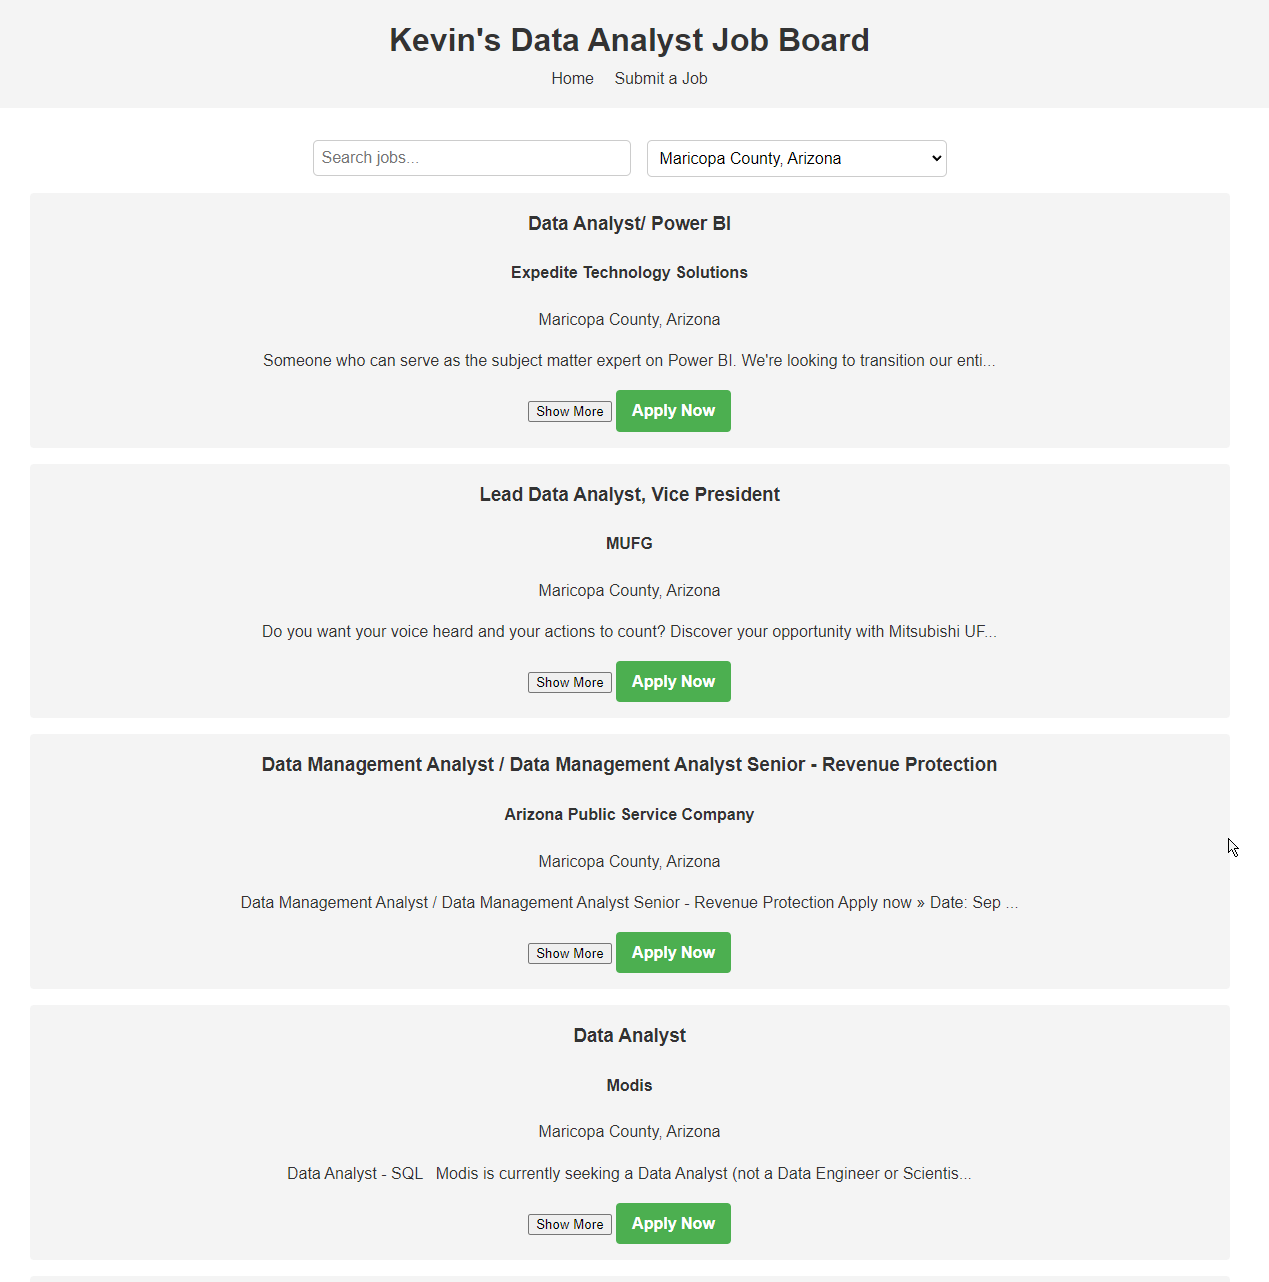 Kevin's Data Analyst Job Board
Home Submit a Job
Search jobs... Maricopa County, Arizona
Data Analyst/ Power BI
Expedite Technology Solutions
Maricopa County, Arizona
Someone who can serve as the subject matter expert on Power BI. We're looking to transition our enti...
Show More Apply Now
Lead Data Analyst, Vice President
MUFG
Maricopa County, Arizona
Do you want your voice heard and your actions to count? Discover your opportunity with Mitsubishi UF...
Show More Apply Now
Data Management Analyst / Data Management Analyst Senior - Revenue Protection
Arizona Public Service Company
Maricopa County, Arizona
Data Management Analyst / Data Management Analyst Senior - Revenue Protection Apply now » Date: Sep ...
Show More Apply Now
Data Analyst
Modis
Maricopa County, Arizona
Data Analyst - SQL   Modis is currently seeking a Data Analyst (not a Data Engineer or Scientis...
Show More Apply Now